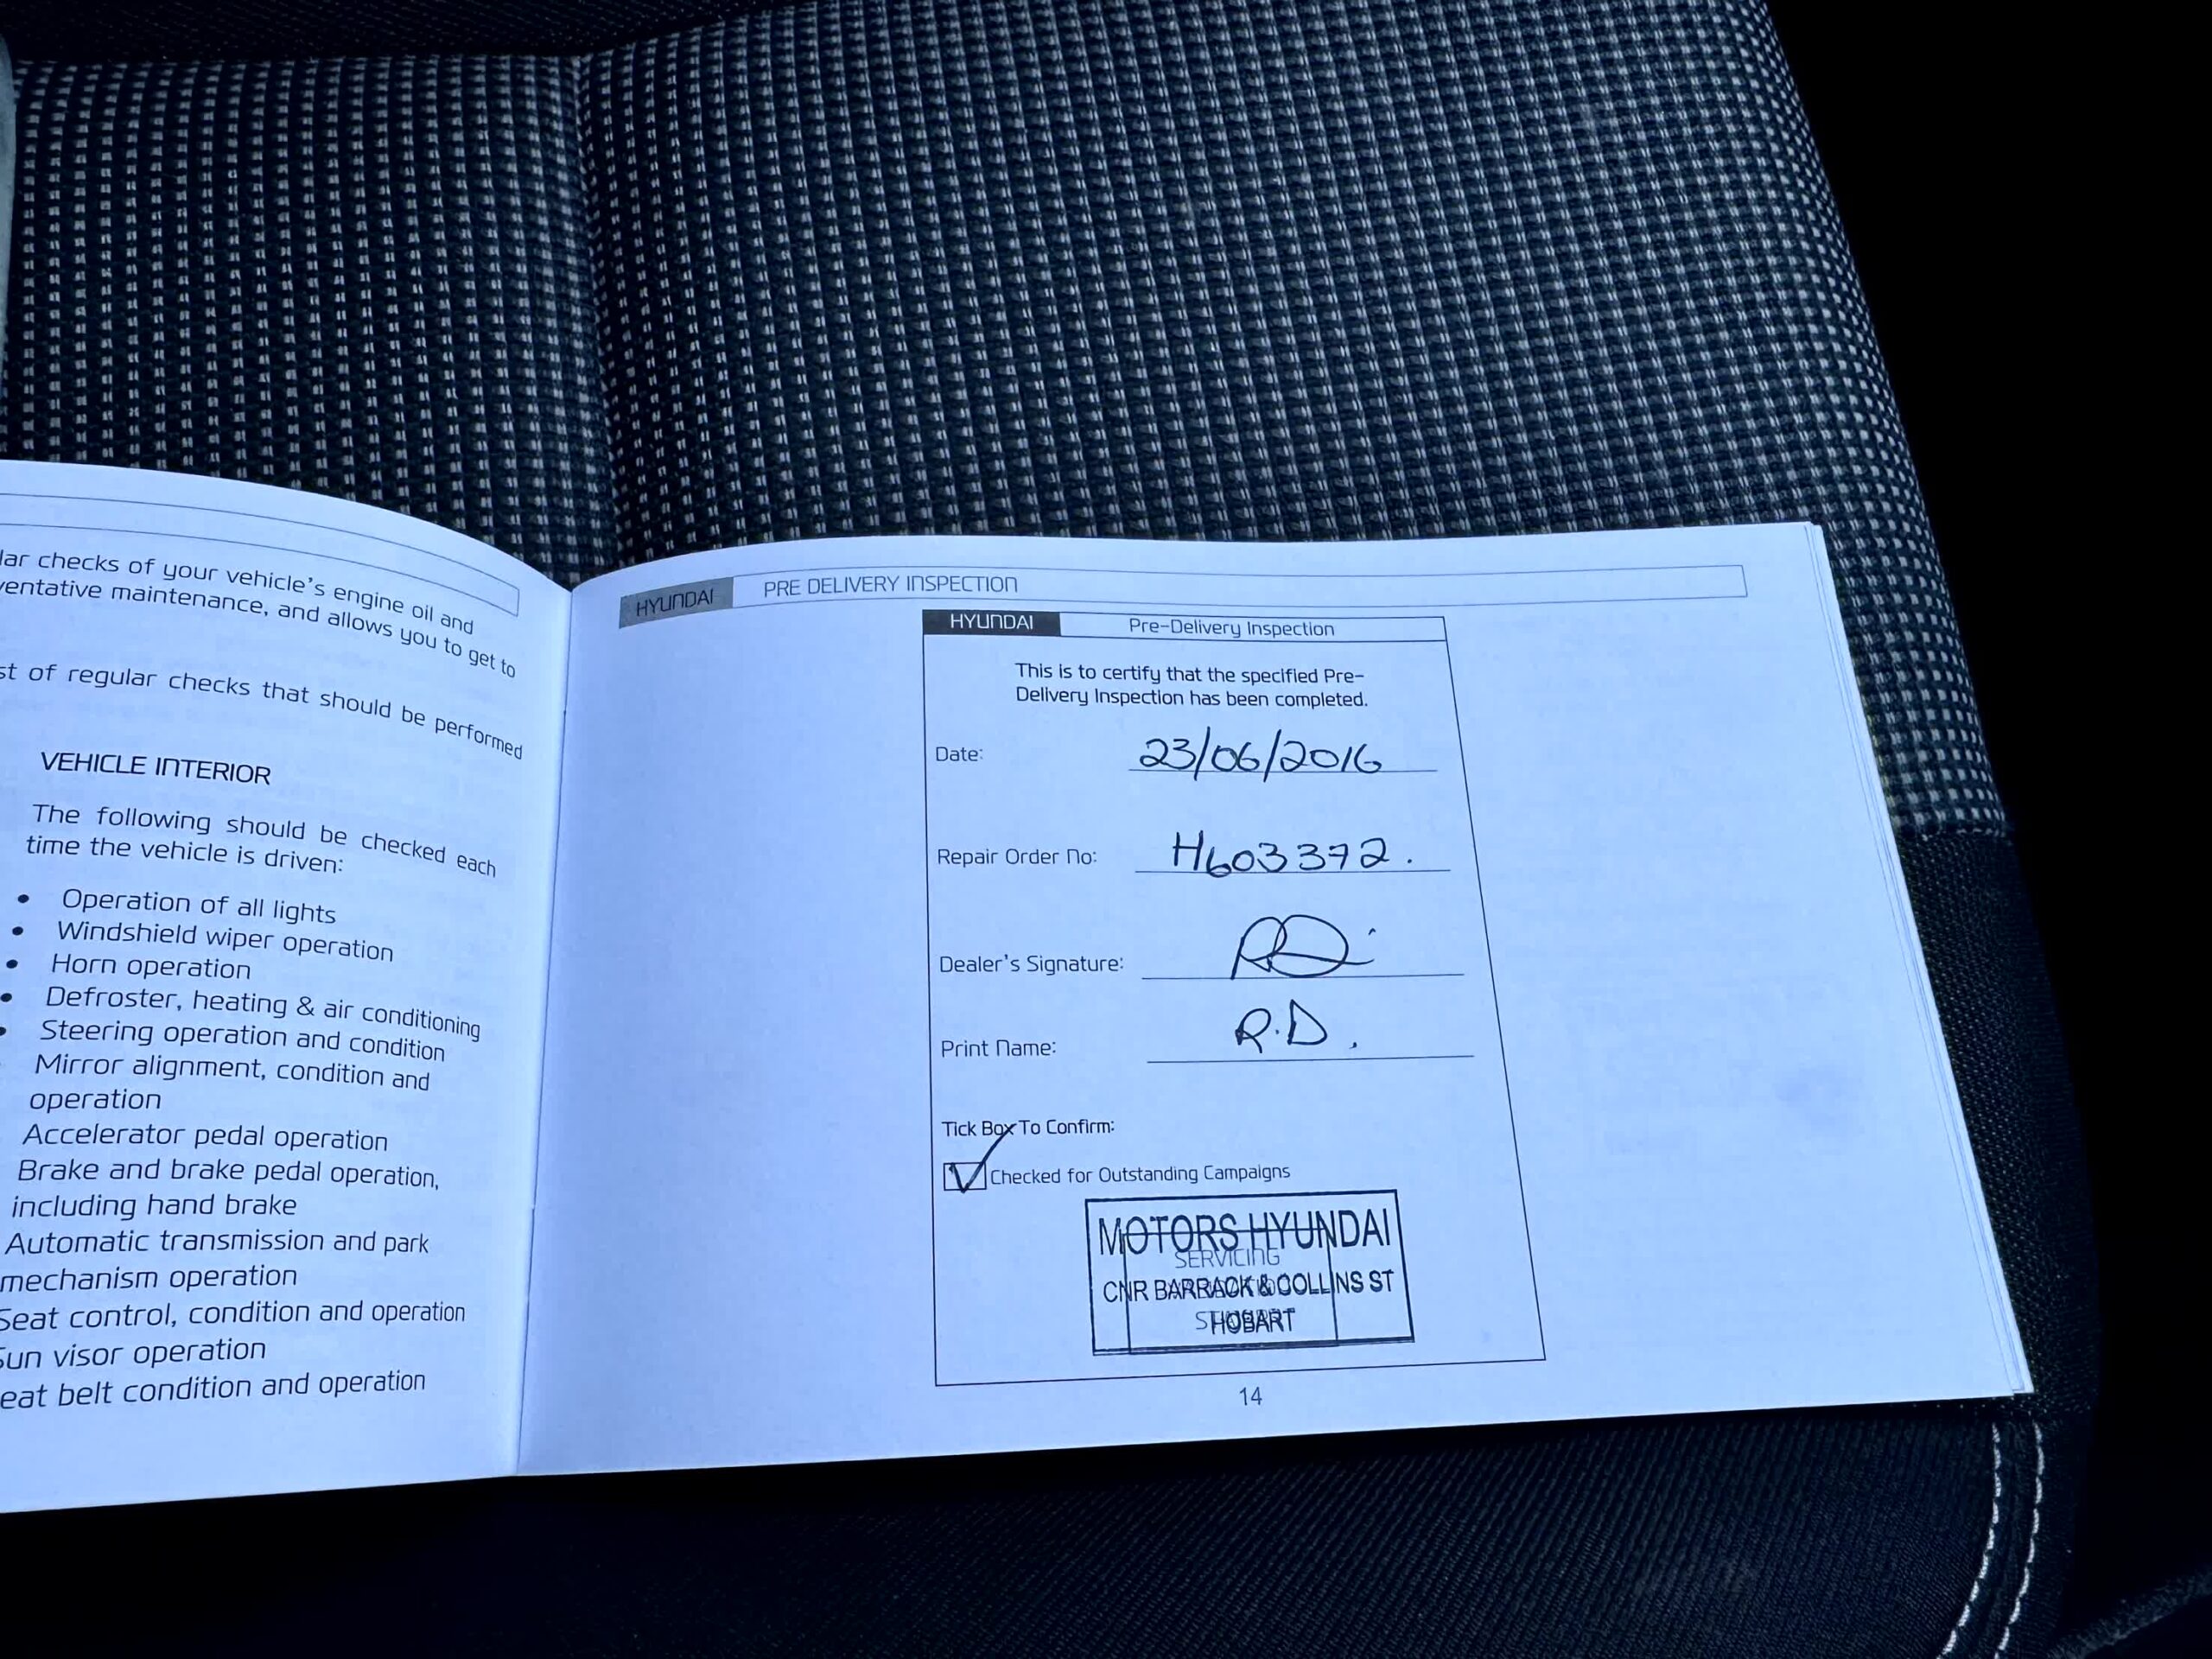 lar checks of your vehicle's engine oil and
ventative maintenance, and allows you to get to
st of regular checks that should be performed
VEHICLE INTERIOR
The following should be checked each
time the vehicle is driven:
• Operation of all lights
• Windshield wiper operation
• Horn operation
• Defroster, heating & air conditioning
• Steering operation and condition
Mirror alignment, condition and
operation
Accelerator pedal operation
Brake and brake pedal operation,
including hand brake
Automatic transmission and park
mechanism operation
Seat control, condition and operation
Sun visor operation
eat belt condition and operation
HYUNDAI PRE DELIVERY INSPECTION
HYUNDAI Pre-Delivery Inspection
This is to certify that the specified Pre-
Delivery Inspection has been completed.
Date: 23/06/2016
Repair Order No: H603372.
Dealer's Signature:
Print Name: R.D.
Tick Box To Confirm:
Checked for Outstanding Campaigns
MOTORS HYUNDAI
SERVICING
CNR BARRACK & COLLINS ST
HOBART
14